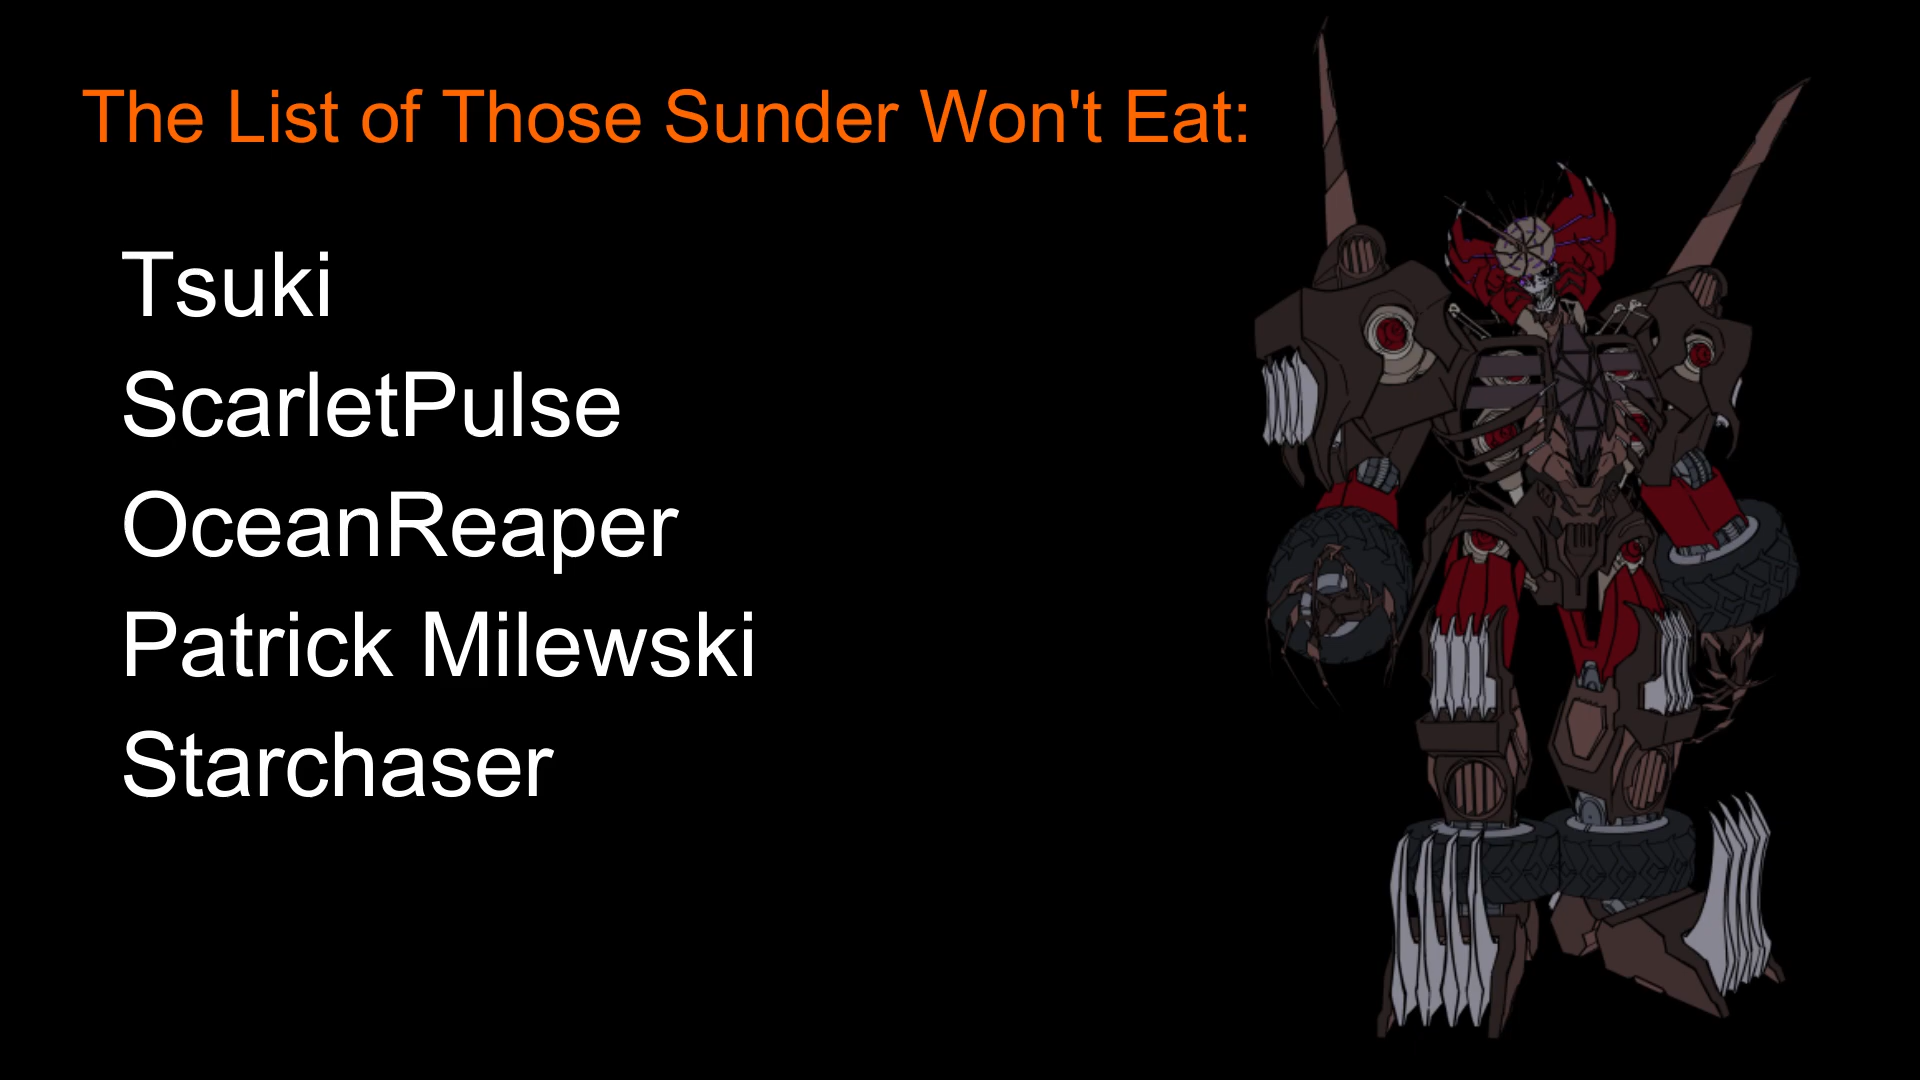 The List of Those Sunder Won't Eat:
Tsuki
ScarletPulse
OceanReaper
Patrick Milewski
Starchaser